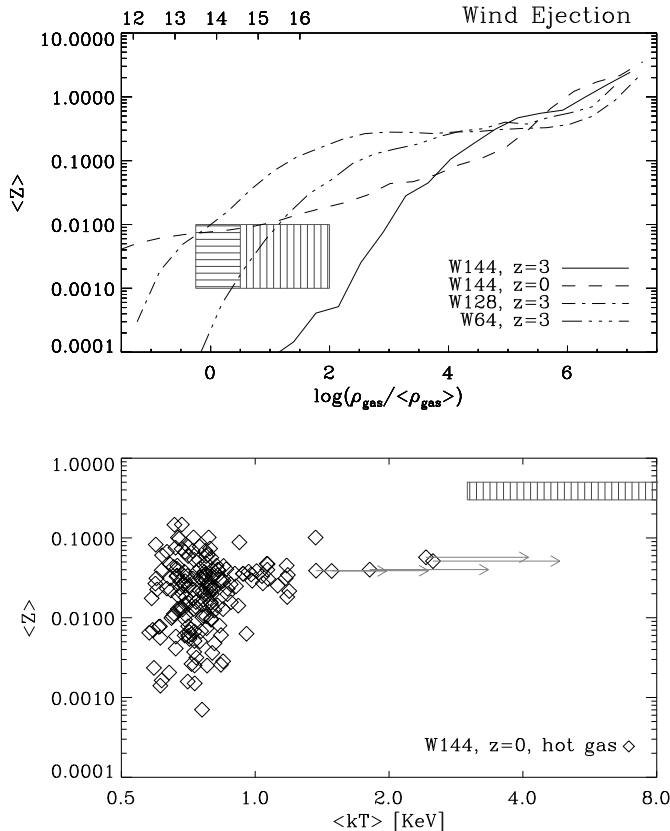 12 13 14 15 16 Wind Ejection
10.0000
1.0000
0.1000
0.0100
0.0010
0.0001
<Z>
W144, z=3
W144, z=0
W128, z=3
W64, z=3
0 2 4 6
log(ρgas/<ρgas>)
1.0000
0.1000
0.0100
0.0010
0.0001
<Z>
W144, z=0, hot gas
0.5 1.0 2.0 4.0 8.0
<kT> [KeV]